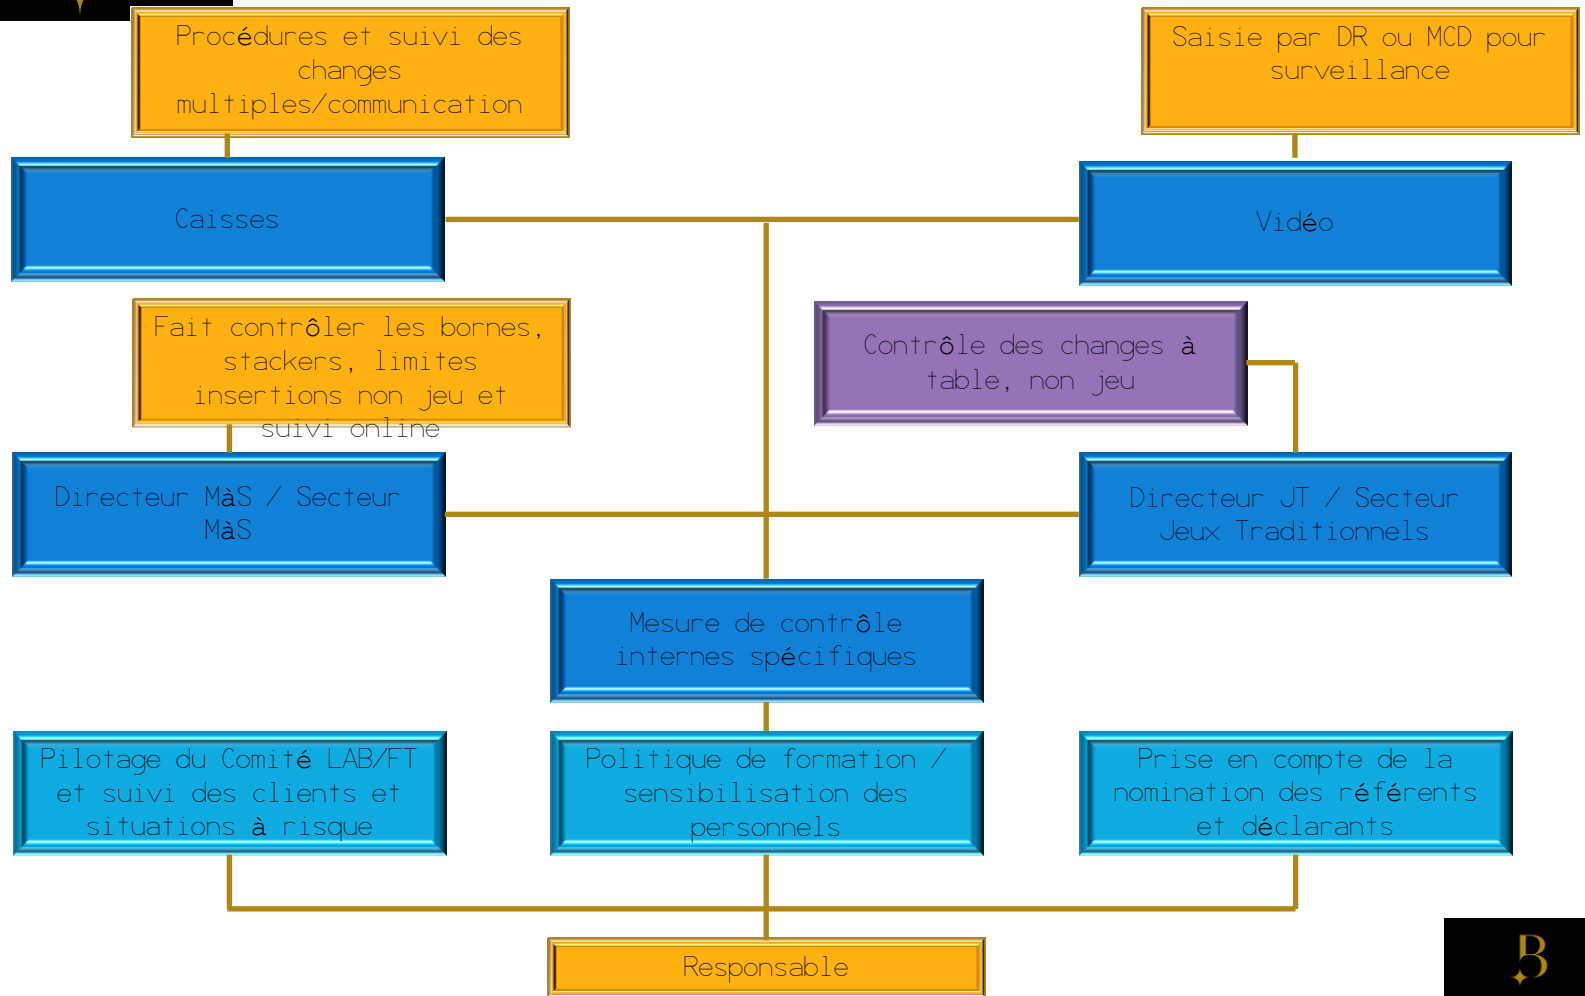 Procédures et suivi des
changes
multiples/communication
Saisie par DR ou MCD pour
surveillance
Caisses
Vidéo
Fait contrôler les bornes,
stackers, limites
insertions non jeu et
suivi online
Contrôle des changes à
table, non jeu
Directeur MàS / Secteur
MàS
Directeur JT / Secteur
Jeux Traditionnels
Mesure de contrôle
internes spécifiques
Pilotage du Comité LAB/FT
et suivi des clients et
situations à risque
Politique de formation /
sensibilisation des
personnels
Prise en compte de la
nomination des référents
et déclarants
Responsable
B